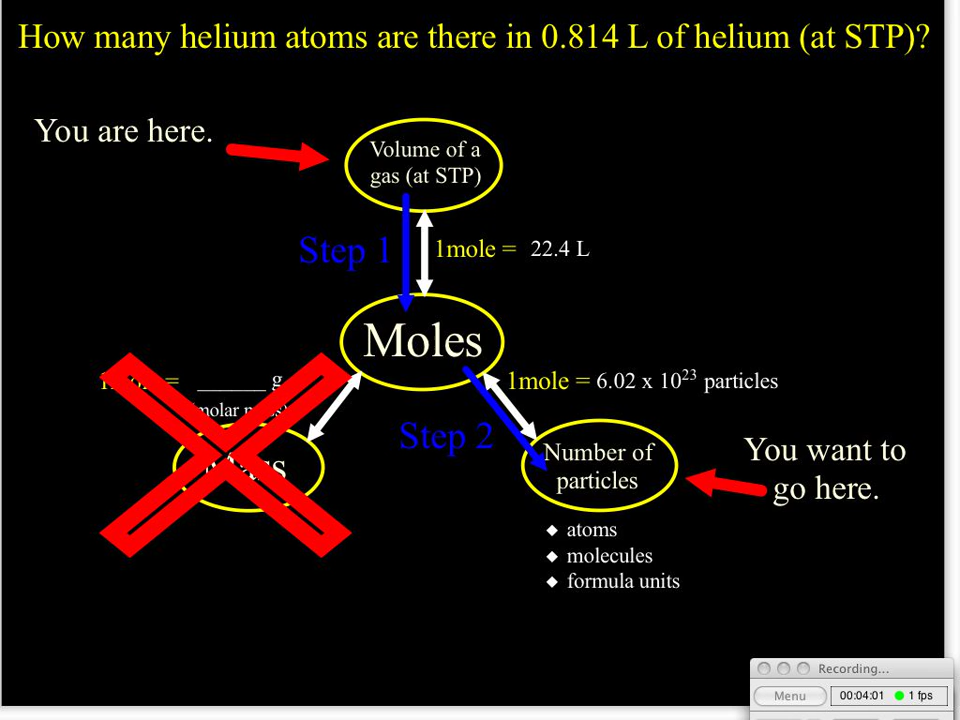 How many helium atoms are there in 0.814 L of helium (at STP)?
You are here.
Volume of a
gas (at STP)
Step 1
1mole = 22.4 L
Moles
= ______ g
1mole = 6.02 x 10²³ particles
Step 2
Mass
Number of
particles
You want to
go here.
◆ atoms
◆ molecules
◆ formula units
Recording...
Menu
00:04:01 1 fps